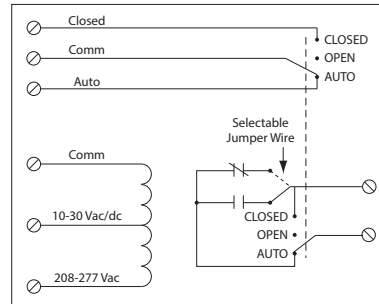 Closed
CLOSED
Comm
OPEN
AUTO
Auto
Selectable
Jumper Wire
Comm
10-30 Vac/dc
CLOSED
OPEN
AUTO
208-277 Vac